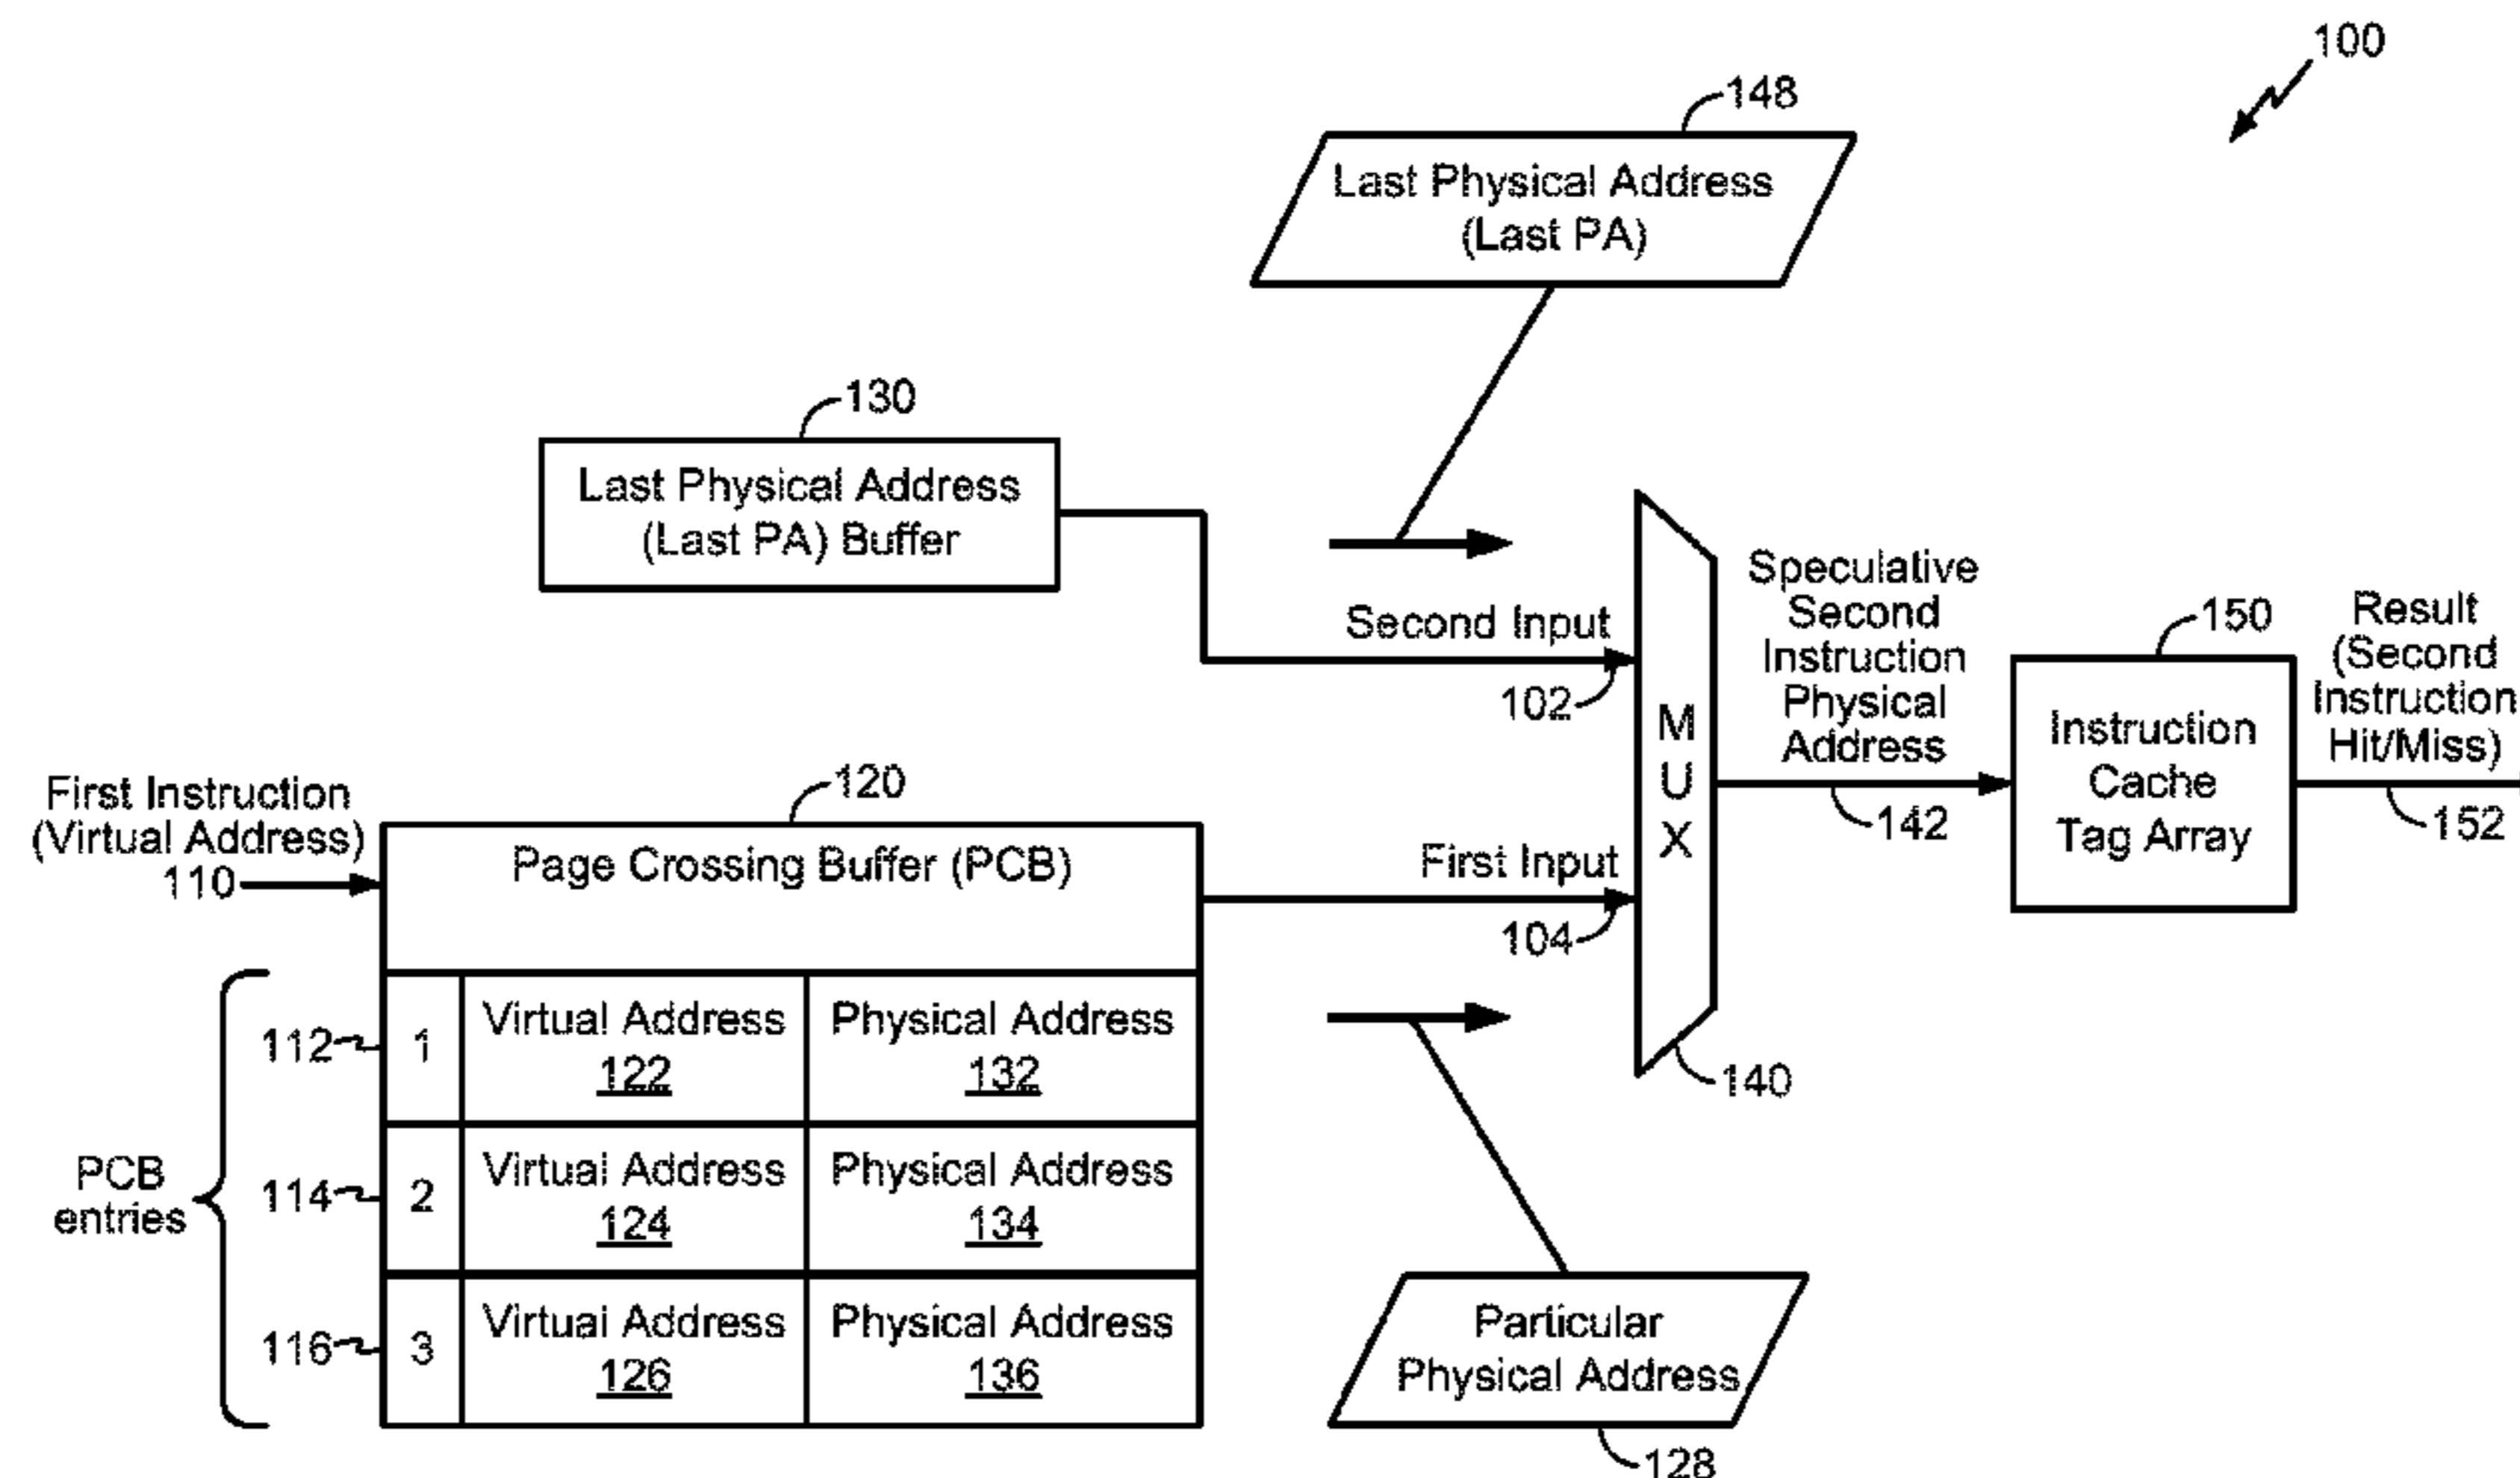 100
148
Last Physical Address
(Last PA)
130
Last Physical Address
(Last PA) Buffer
Second Input
102
Speculative
Second
Instruction
Physical
Address
142
M
U
X
140
150
Instruction
Cache
Tag Array
Result
(Second
Instruction
Hit/Miss)
152
First Instruction
(Virtual Address)
110
120
Page Crossing Buffer (PCB)
First Input
104
PCB
entries
112
1
Virtual Address
122
Physical Address
132
114
2
Virtual Address
124
Physical Address
134
116
3
Virtual Address
126
Physical Address
136
Particular
Physical Address
128